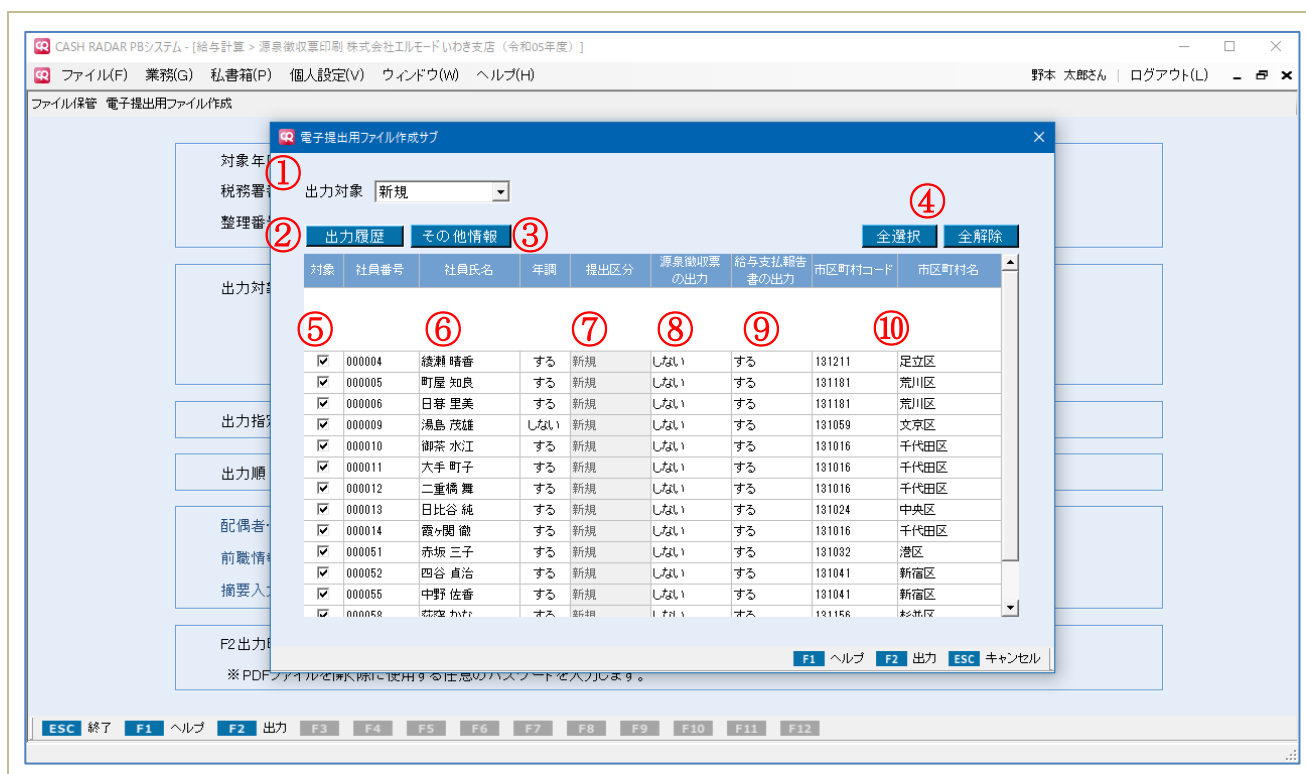 CASH RADAR PBシステム - [給与計算 > 源泉徴収票印刷 株式会社エルモードいわき支店（令和05年度）]
ファイル(F) 業務(G) 私書箱(P) 個人設定(V) ウィンドウ(W) ヘルプ(H) 野本 太郎さん | ログアウト(L)
ファイル保管 電子提出用ファイル作成
電子提出用ファイル作成サブ
対象年
①
税務署
出力対象 新規
整理番
④
② 出力履歴 その他情報 ③ 全選択 全解除
対象 社員番号 社員氏名 年調 提出区分 源泉徴収票の出力 給与支払報告書の出力 市区町村コード 市区町村名
出力対
⑤ ⑥ ⑦ ⑧ ⑨ ⑩
000004 綾瀬 晴香 する 新規 しない する 131211 足立区
000005 町屋 知良 する 新規 しない する 131181 荒川区
000006 日暮 里美 する 新規 しない する 131181 荒川区
000009 湯島 茂雄 しない 新規 しない する 131059 文京区
000010 御茶 水江 する 新規 しない する 131016 千代田区
000011 大手 町子 する 新規 しない する 131016 千代田区
000012 二重橋 舞 する 新規 しない する 131016 千代田区
000013 日比谷 純 する 新規 しない する 131024 中央区
000014 霞ヶ関 徹 する 新規 しない する 131016 千代田区
000051 赤坂 三子 する 新規 しない する 131032 港区
000052 四谷 貞治 する 新規 しない する 131041 新宿区
000055 中野 佐香 する 新規 しない する 131041 新宿区
000058 荻窪 かな する 新規 しない する 131156 杉並区
出力指
出力順
配偶者
前職情
摘要入
F2出力
F1 ヘルプ F2 出力 ESC キャンセル
※PDFファイルを開く際に使用する任意のパスワードを入力します。
ESC 終了 F1 ヘルプ F2 出力 F3 F4 F5 F6 F7 F8 F9 F10 F11 F12